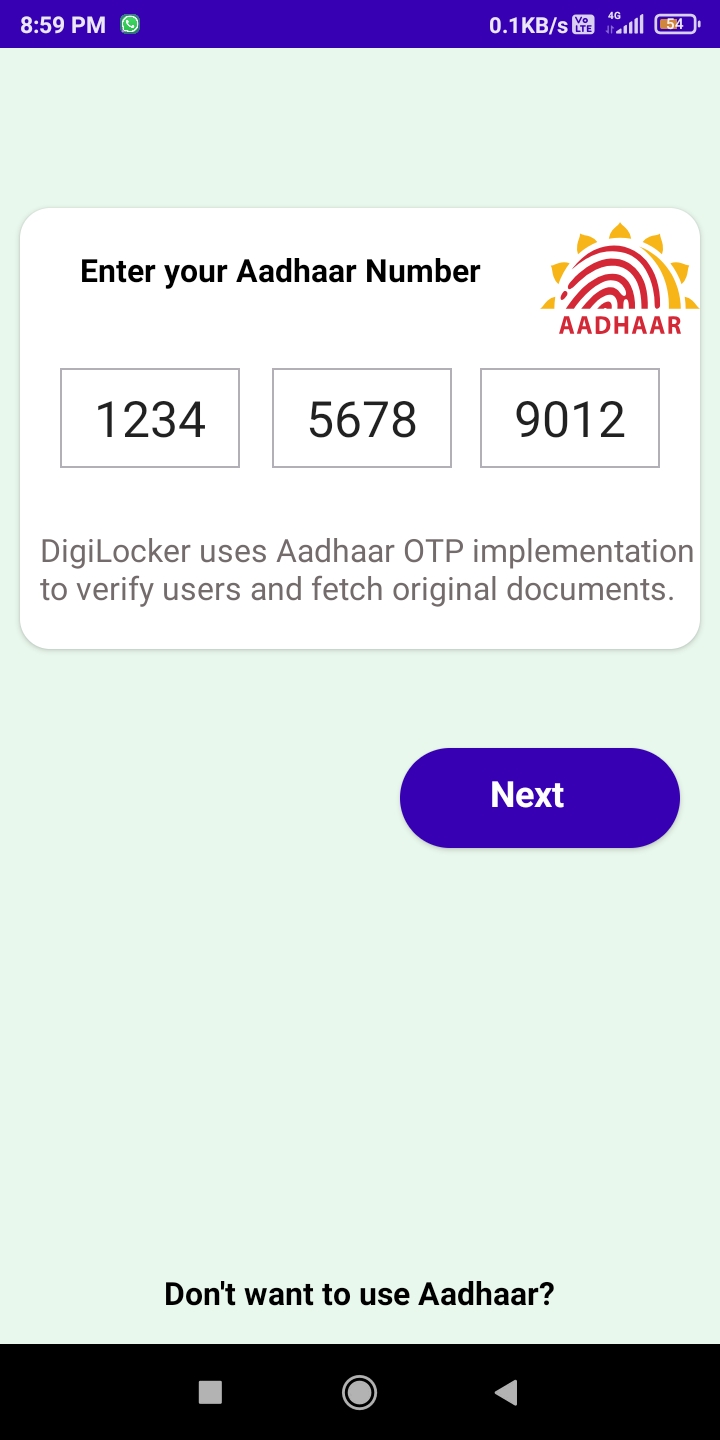 8:59 PM 0.1KB/s Vo LTE 4G 54
Enter your Aadhaar Number
AADHAAR
1234 5678 9012
DigiLocker uses Aadhaar OTP implementation
to verify users and fetch original documents.
Next
Don't want to use Aadhaar?